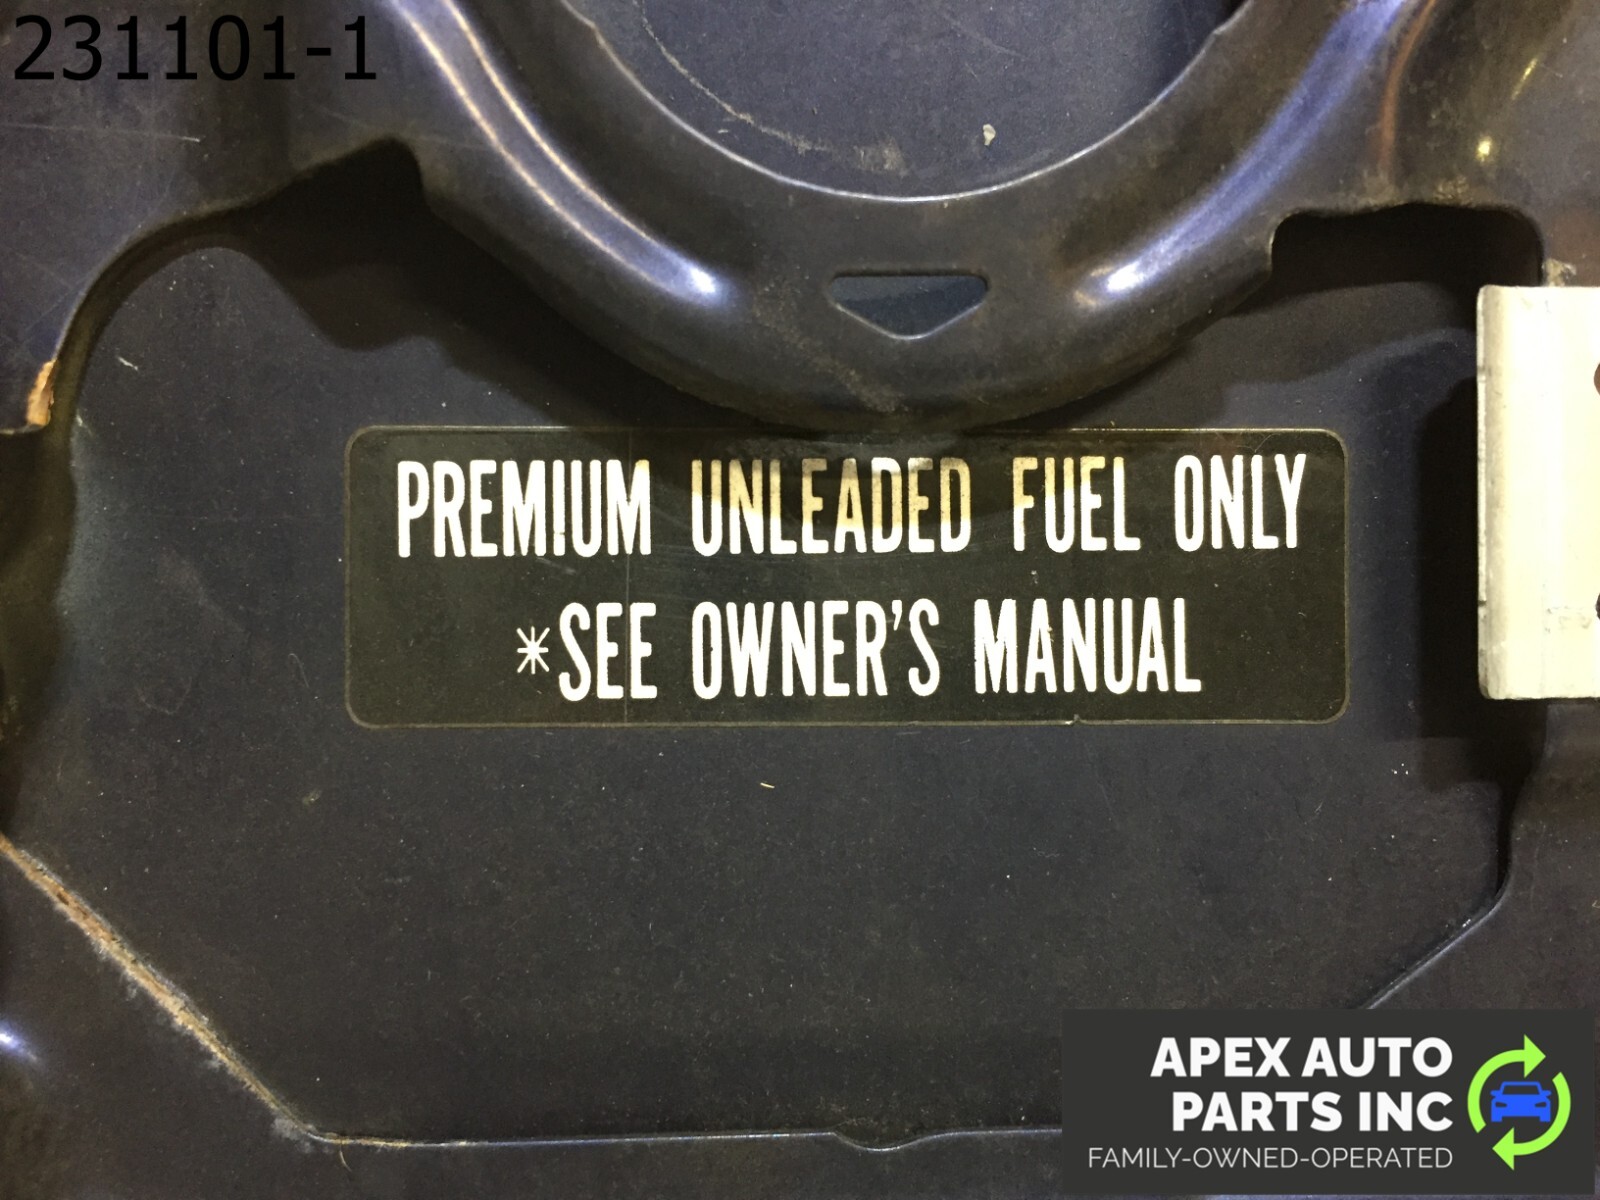 231101-1
PREMIUM UNLEADED FUEL ONLY
*SEE OWNER'S MANUAL
APEX AUTO
PARTS INC
FAMILY-OWNED-OPERATED